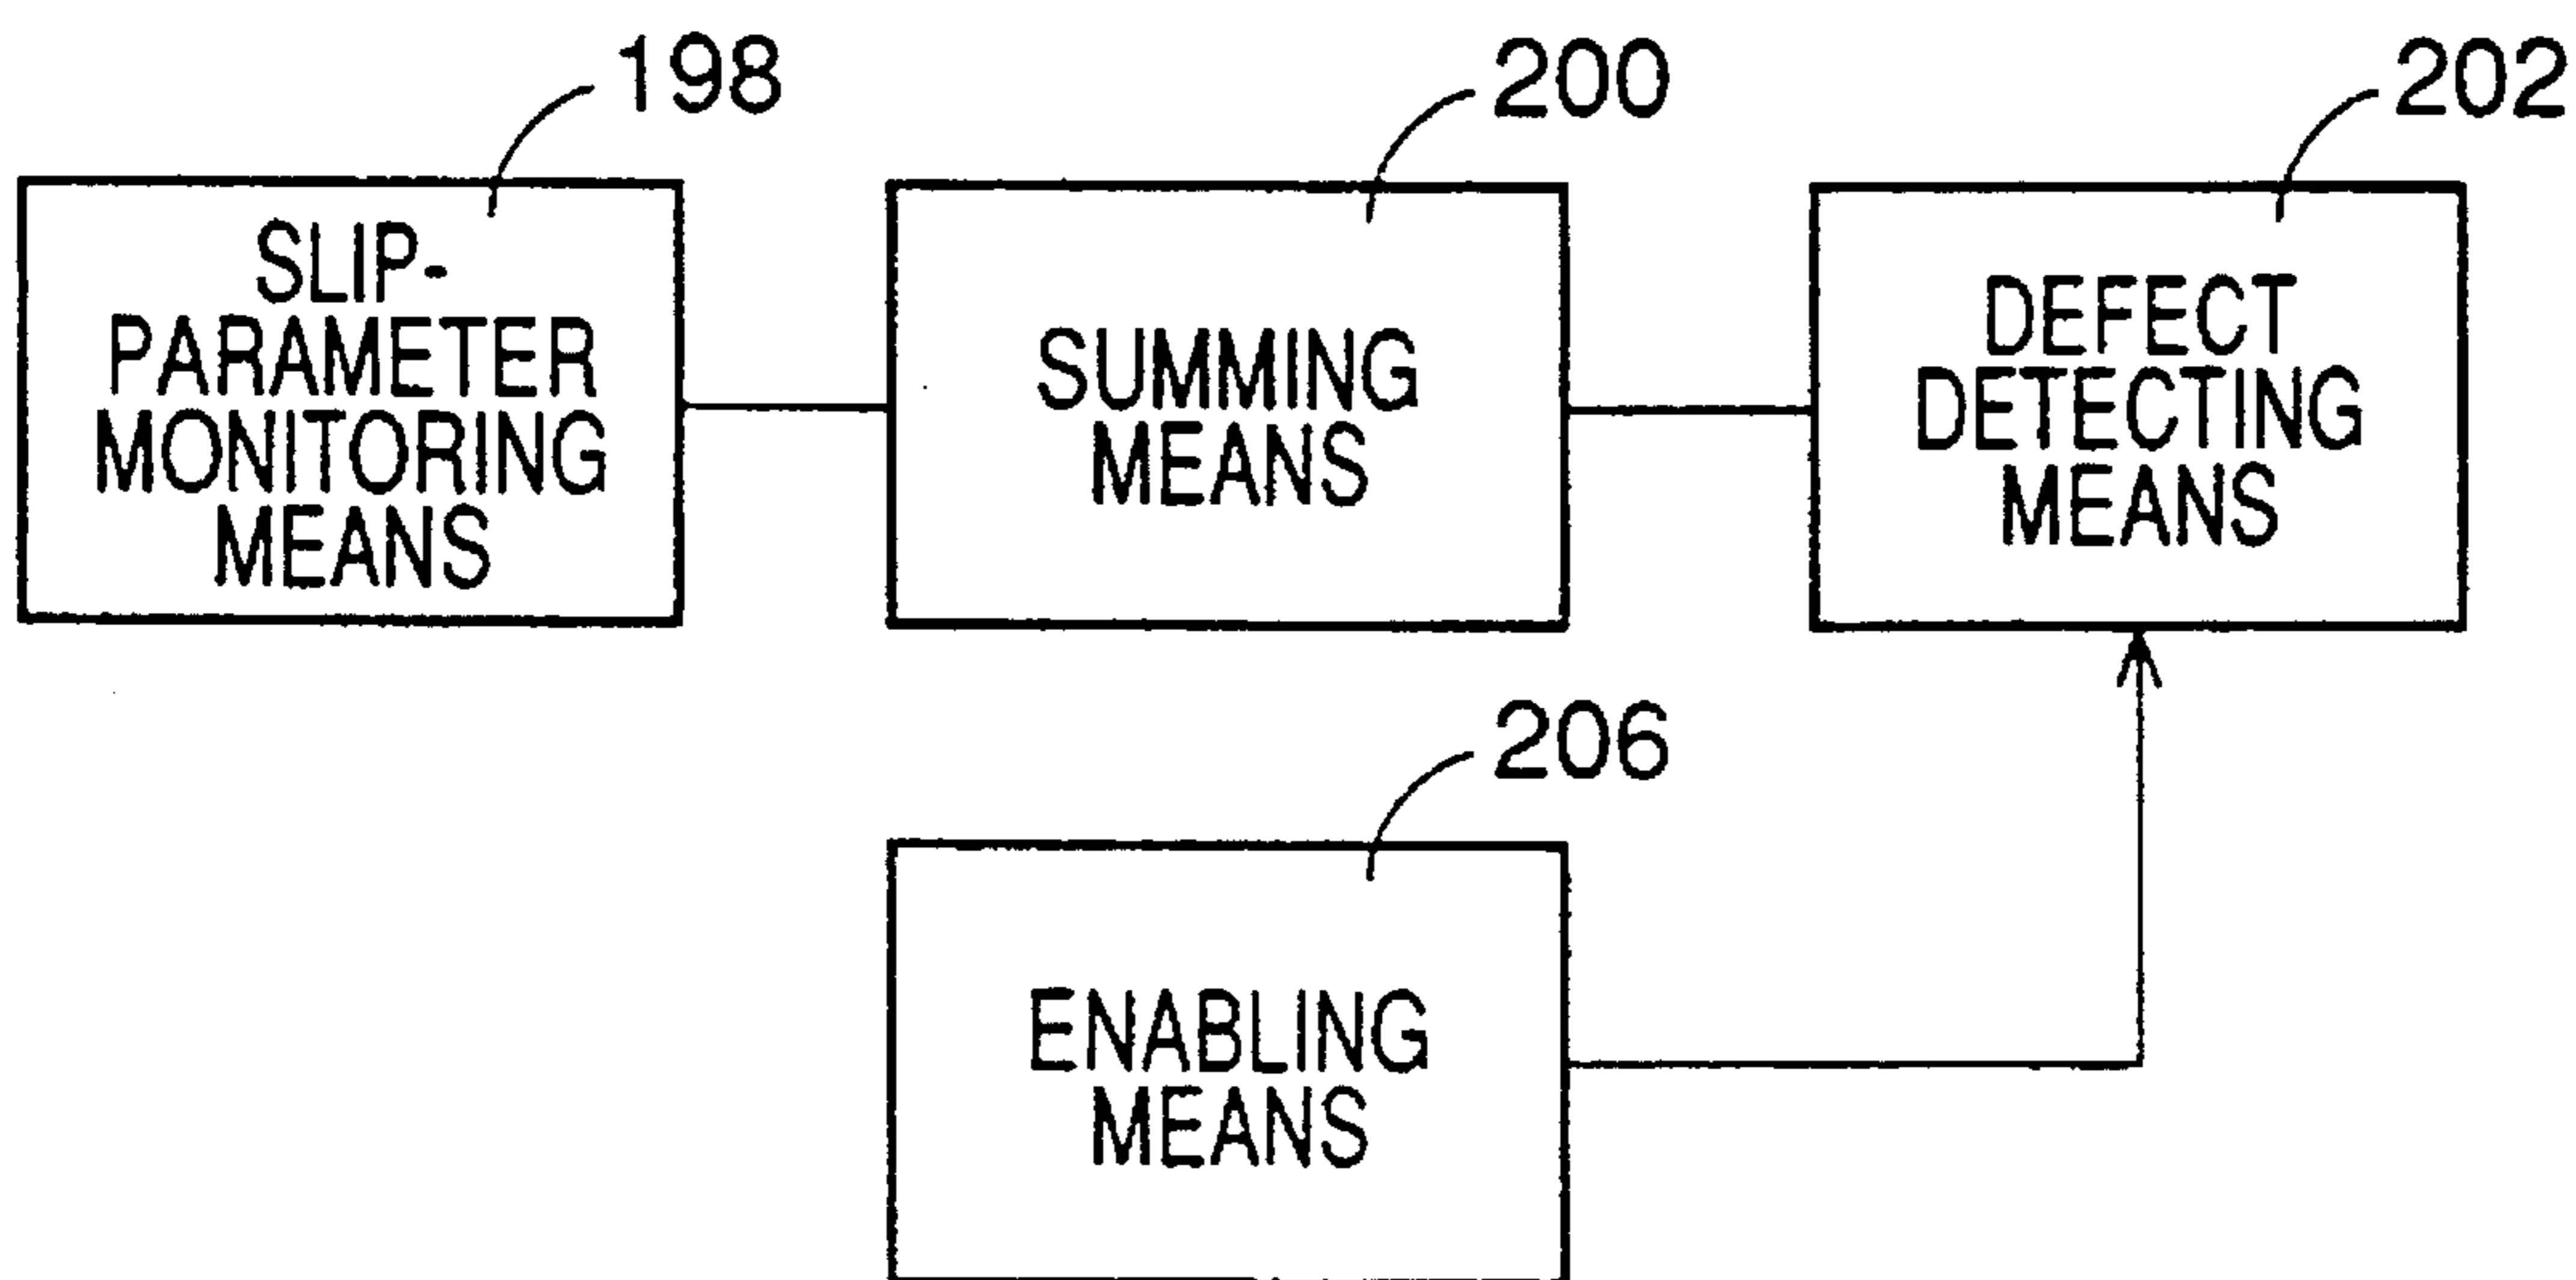 198
200
202
SLIP-
PARAMETER
MONITORING
MEANS
SUMMING
MEANS
DEFECT
DETECTING
MEANS
206
ENABLING
MEANS